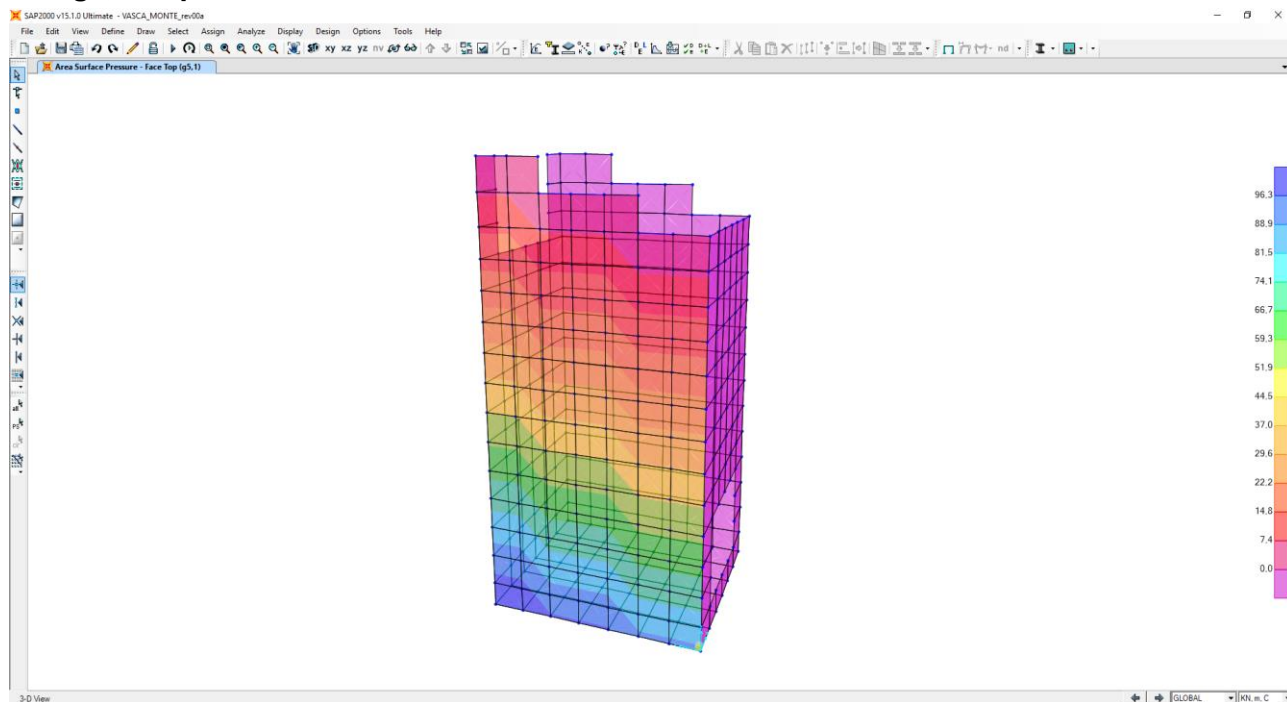 SAP2000 v15.1.0 Ultimate - VASCA_MONTE_rev00a
File Edit View Define Draw Select Assign Analyze Display Design Options Tools Help
xy xz yz nv nd
Area Surface Pressure - Face Top (g5,1)
96.3
88.9
81.5
74.1
66.7
59.3
51.9
44.5
37.0
29.6
22.2
14.8
7.4
0.0
3-D View
GLOBAL
KN, m, C